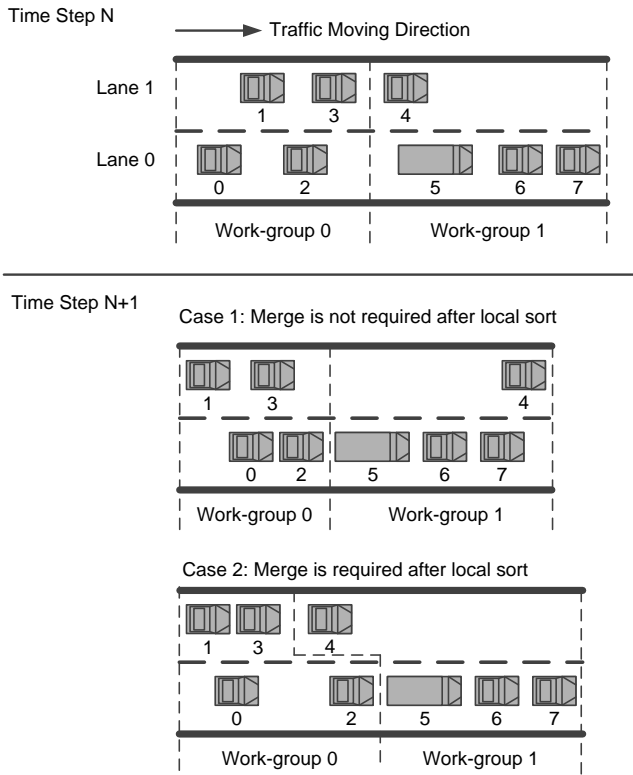 Time Step N
Traffic Moving Direction
Lane 1
1 3 4
Lane 0
0 2 5 6 7
Work-group 0 Work-group 1
Time Step N+1
Case 1: Merge is not required after local sort
1 3 4
0 2 5 6 7
Work-group 0 Work-group 1
Case 2: Merge is required after local sort
1 3 4
0 2 5 6 7
Work-group 0 Work-group 1